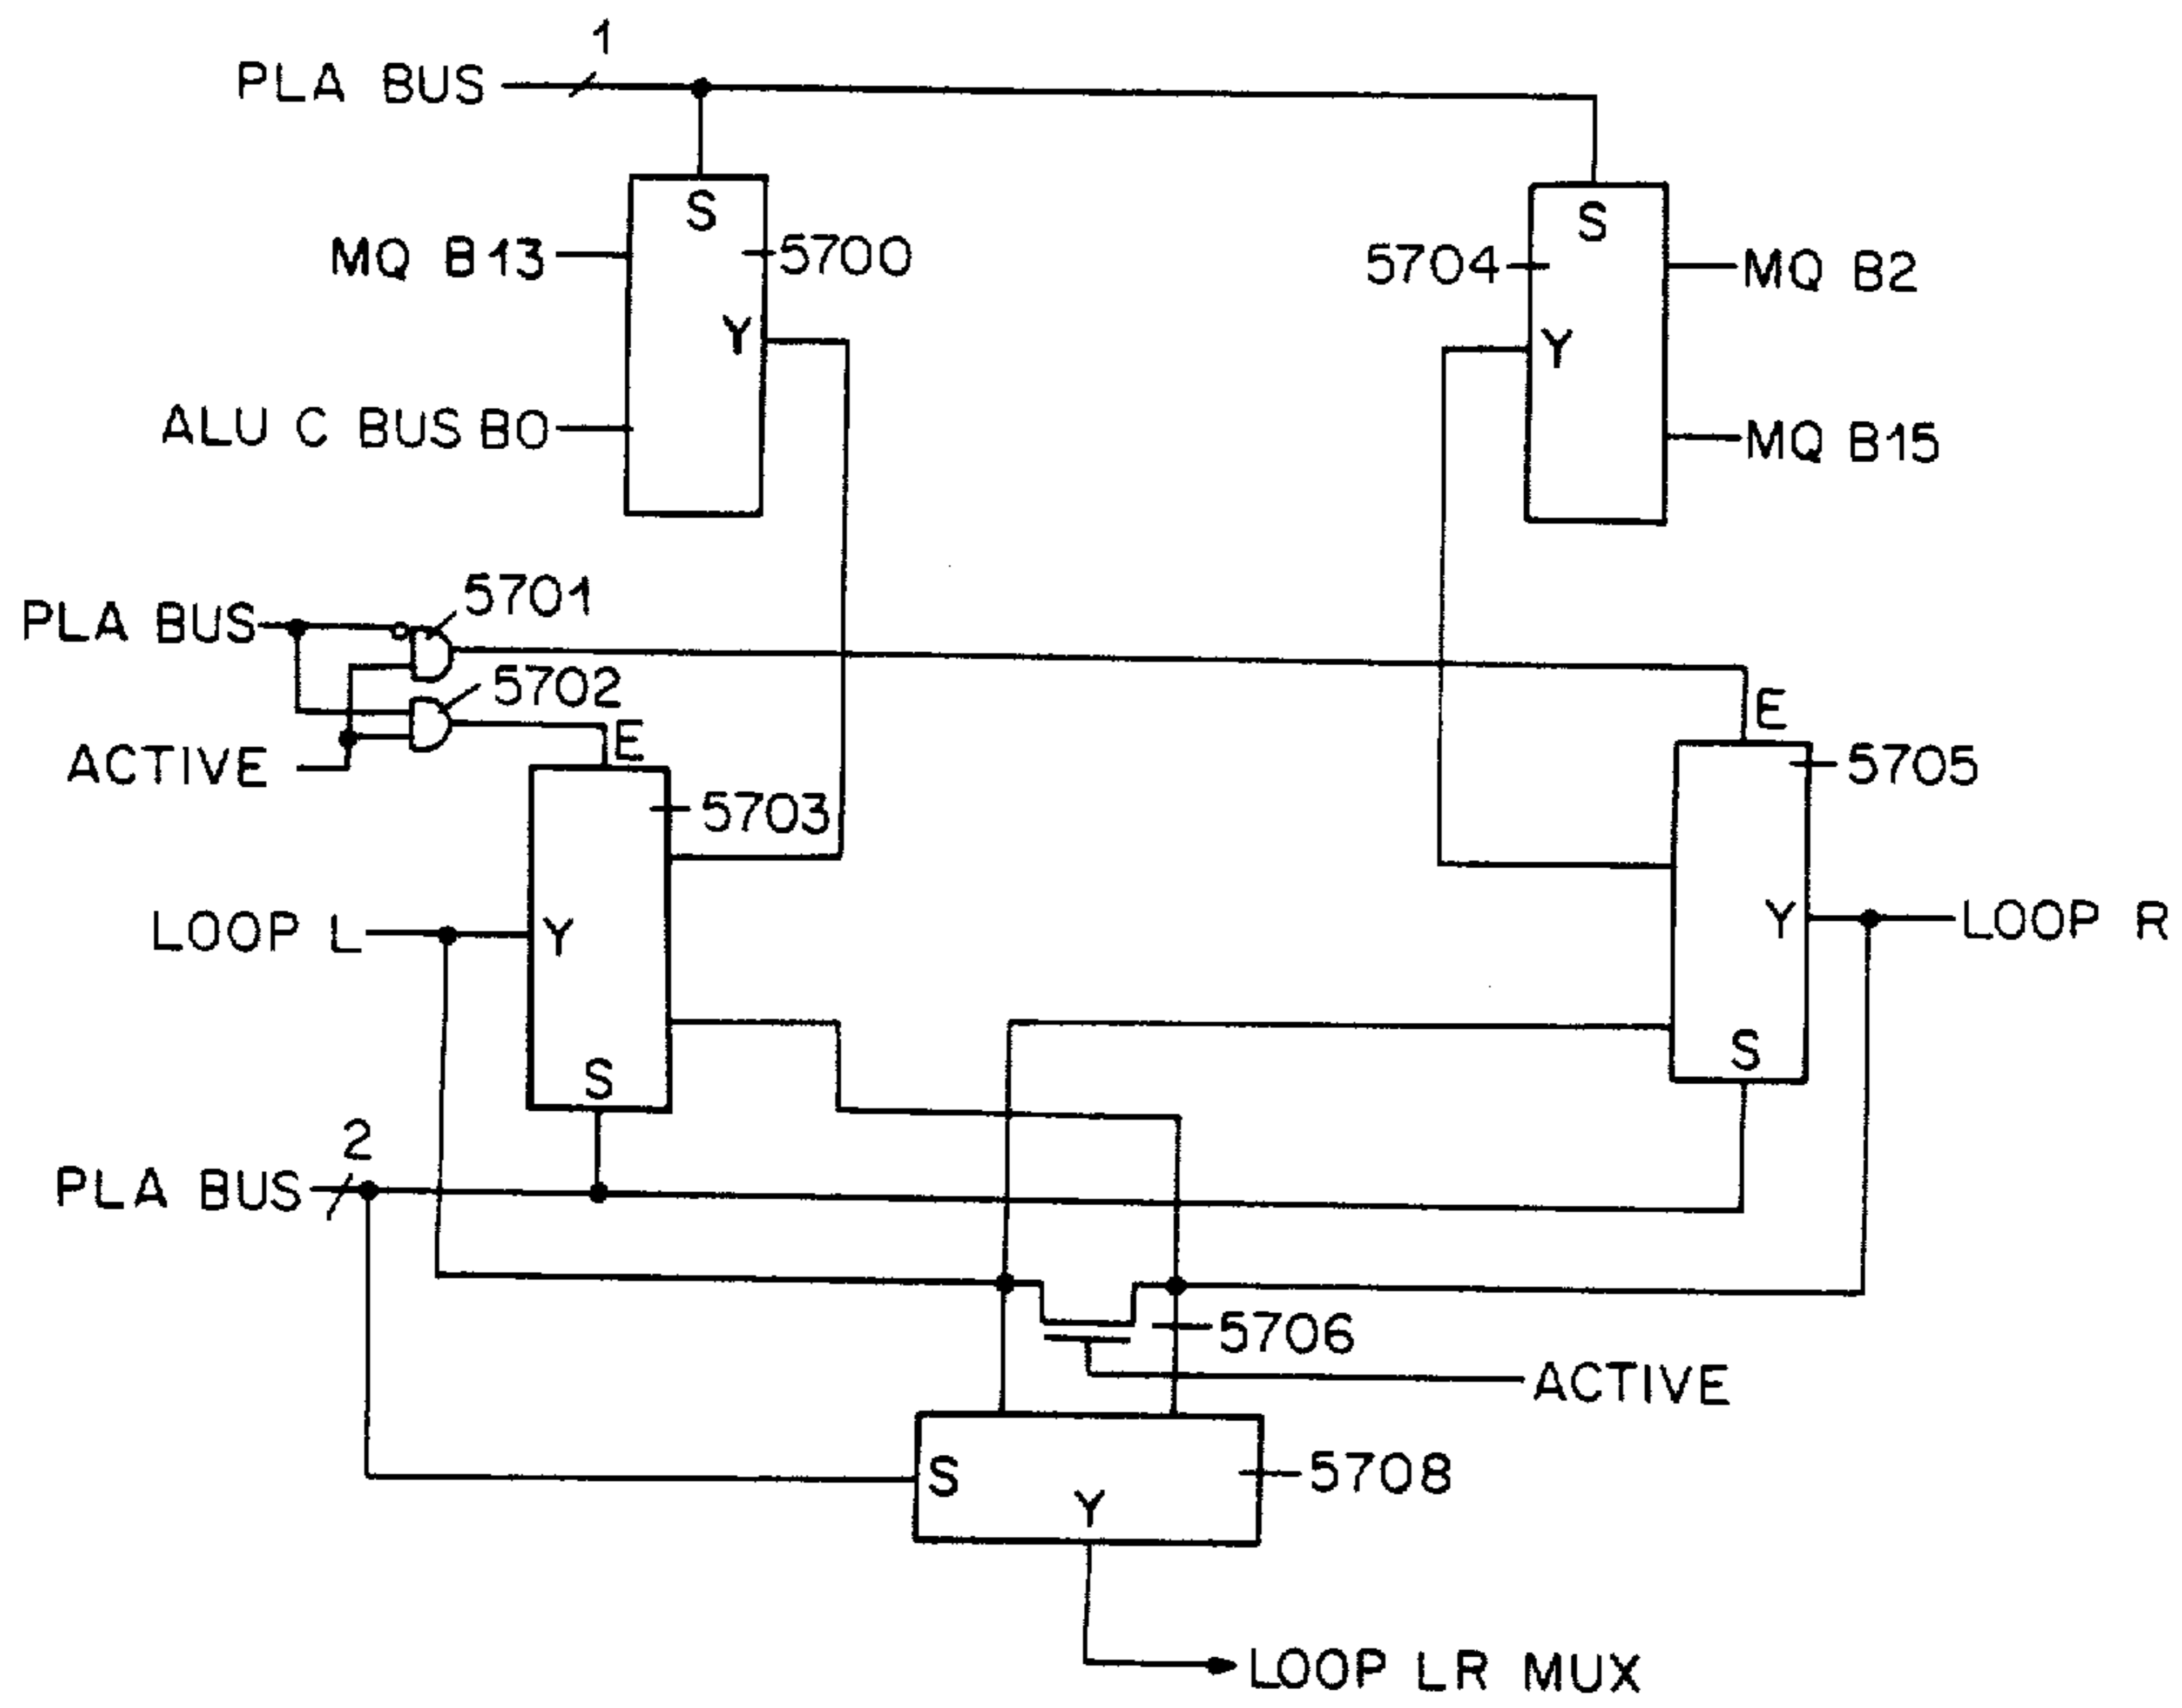 1
PLA BUS
S
S
MQ B13
5700
5704
MQ B2
Y
Y
ALU C BUS B0
MQ B15
5701
PLA BUS
5702
E
E
ACTIVE
5705
5703
LOOP L
Y
Y
LOOP R
S
S
2
PLA BUS
5706
ACTIVE
S
5708
Y
LOOP LR MUX